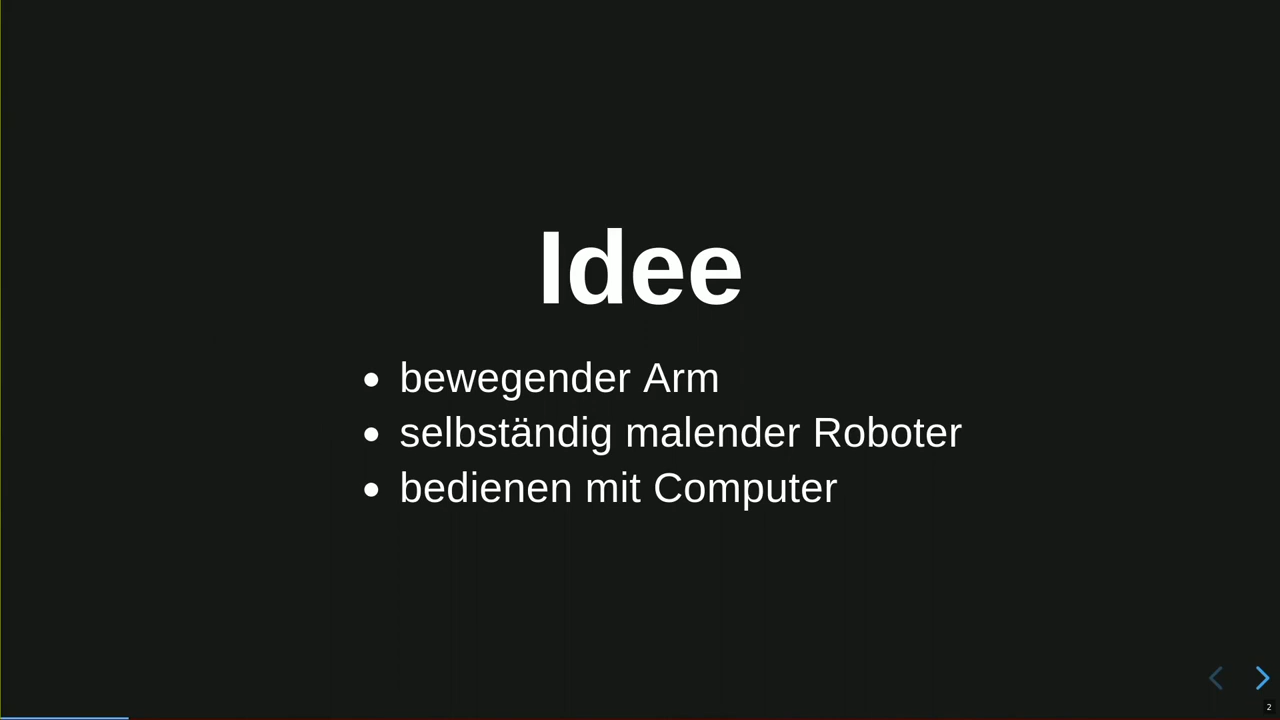 Idee
bewegender Arm
selbständig malender Roboter
bedienen mit Computer
2